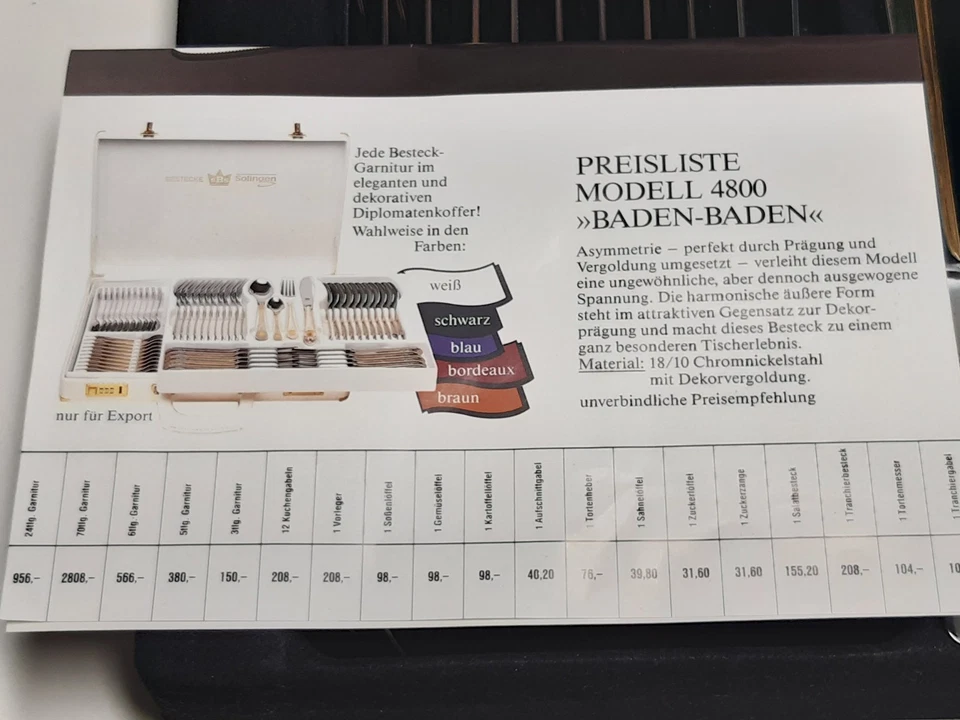 BESTECKE SBS Solingen
Jede Besteck-
Garnitur im
eleganten und
dekorativen
Diplomatenkoffer!
Wahlweise in den
Farben:
weiß
schwarz
blau
bordeaux
braun
nur für Export
PREISLISTE
MODELL 4800
»BADEN-BADEN«
Asymmetrie – perfekt durch Prägung und
Vergoldung umgesetzt – verleiht diesem Modell
eine ungewöhnliche, aber dennoch ausgewogene
Spannung. Die harmonische äußere Form
steht im attraktiven Gegensatz zur Dekor-
prägung und macht dieses Besteck zu einem
ganz besonderen Tischerlebnis.
Material: 18/10 Chromnickelstahl
mit Dekorvergoldung.
unverbindliche Preisempfehlung
24tlg. Garnitur
70tlg. Garnitur
6tlg. Garnitur
5tlg. Garnitur
3tlg. Garnitur
12 Kuchengabeln
1 Vorleger
1 Soßenlöffel
1 Gemüselöffel
1 Kartoffellöffel
1 Aufschnittgabel
1 Tortenheber
1 Sahnelöffel
1 Zuckerlöffel
1 Zuckerzange
1 Salatbesteck
1 Tranchierbesteck
1 Tortenmesser
1 Tranchiergabel
956,– 2808,– 566,– 380,– 150,– 208,– 208,– 98,– 98,– 98,– 40,20 76,– 39,80 31,60 31,60 155,20 208,– 104,– 10